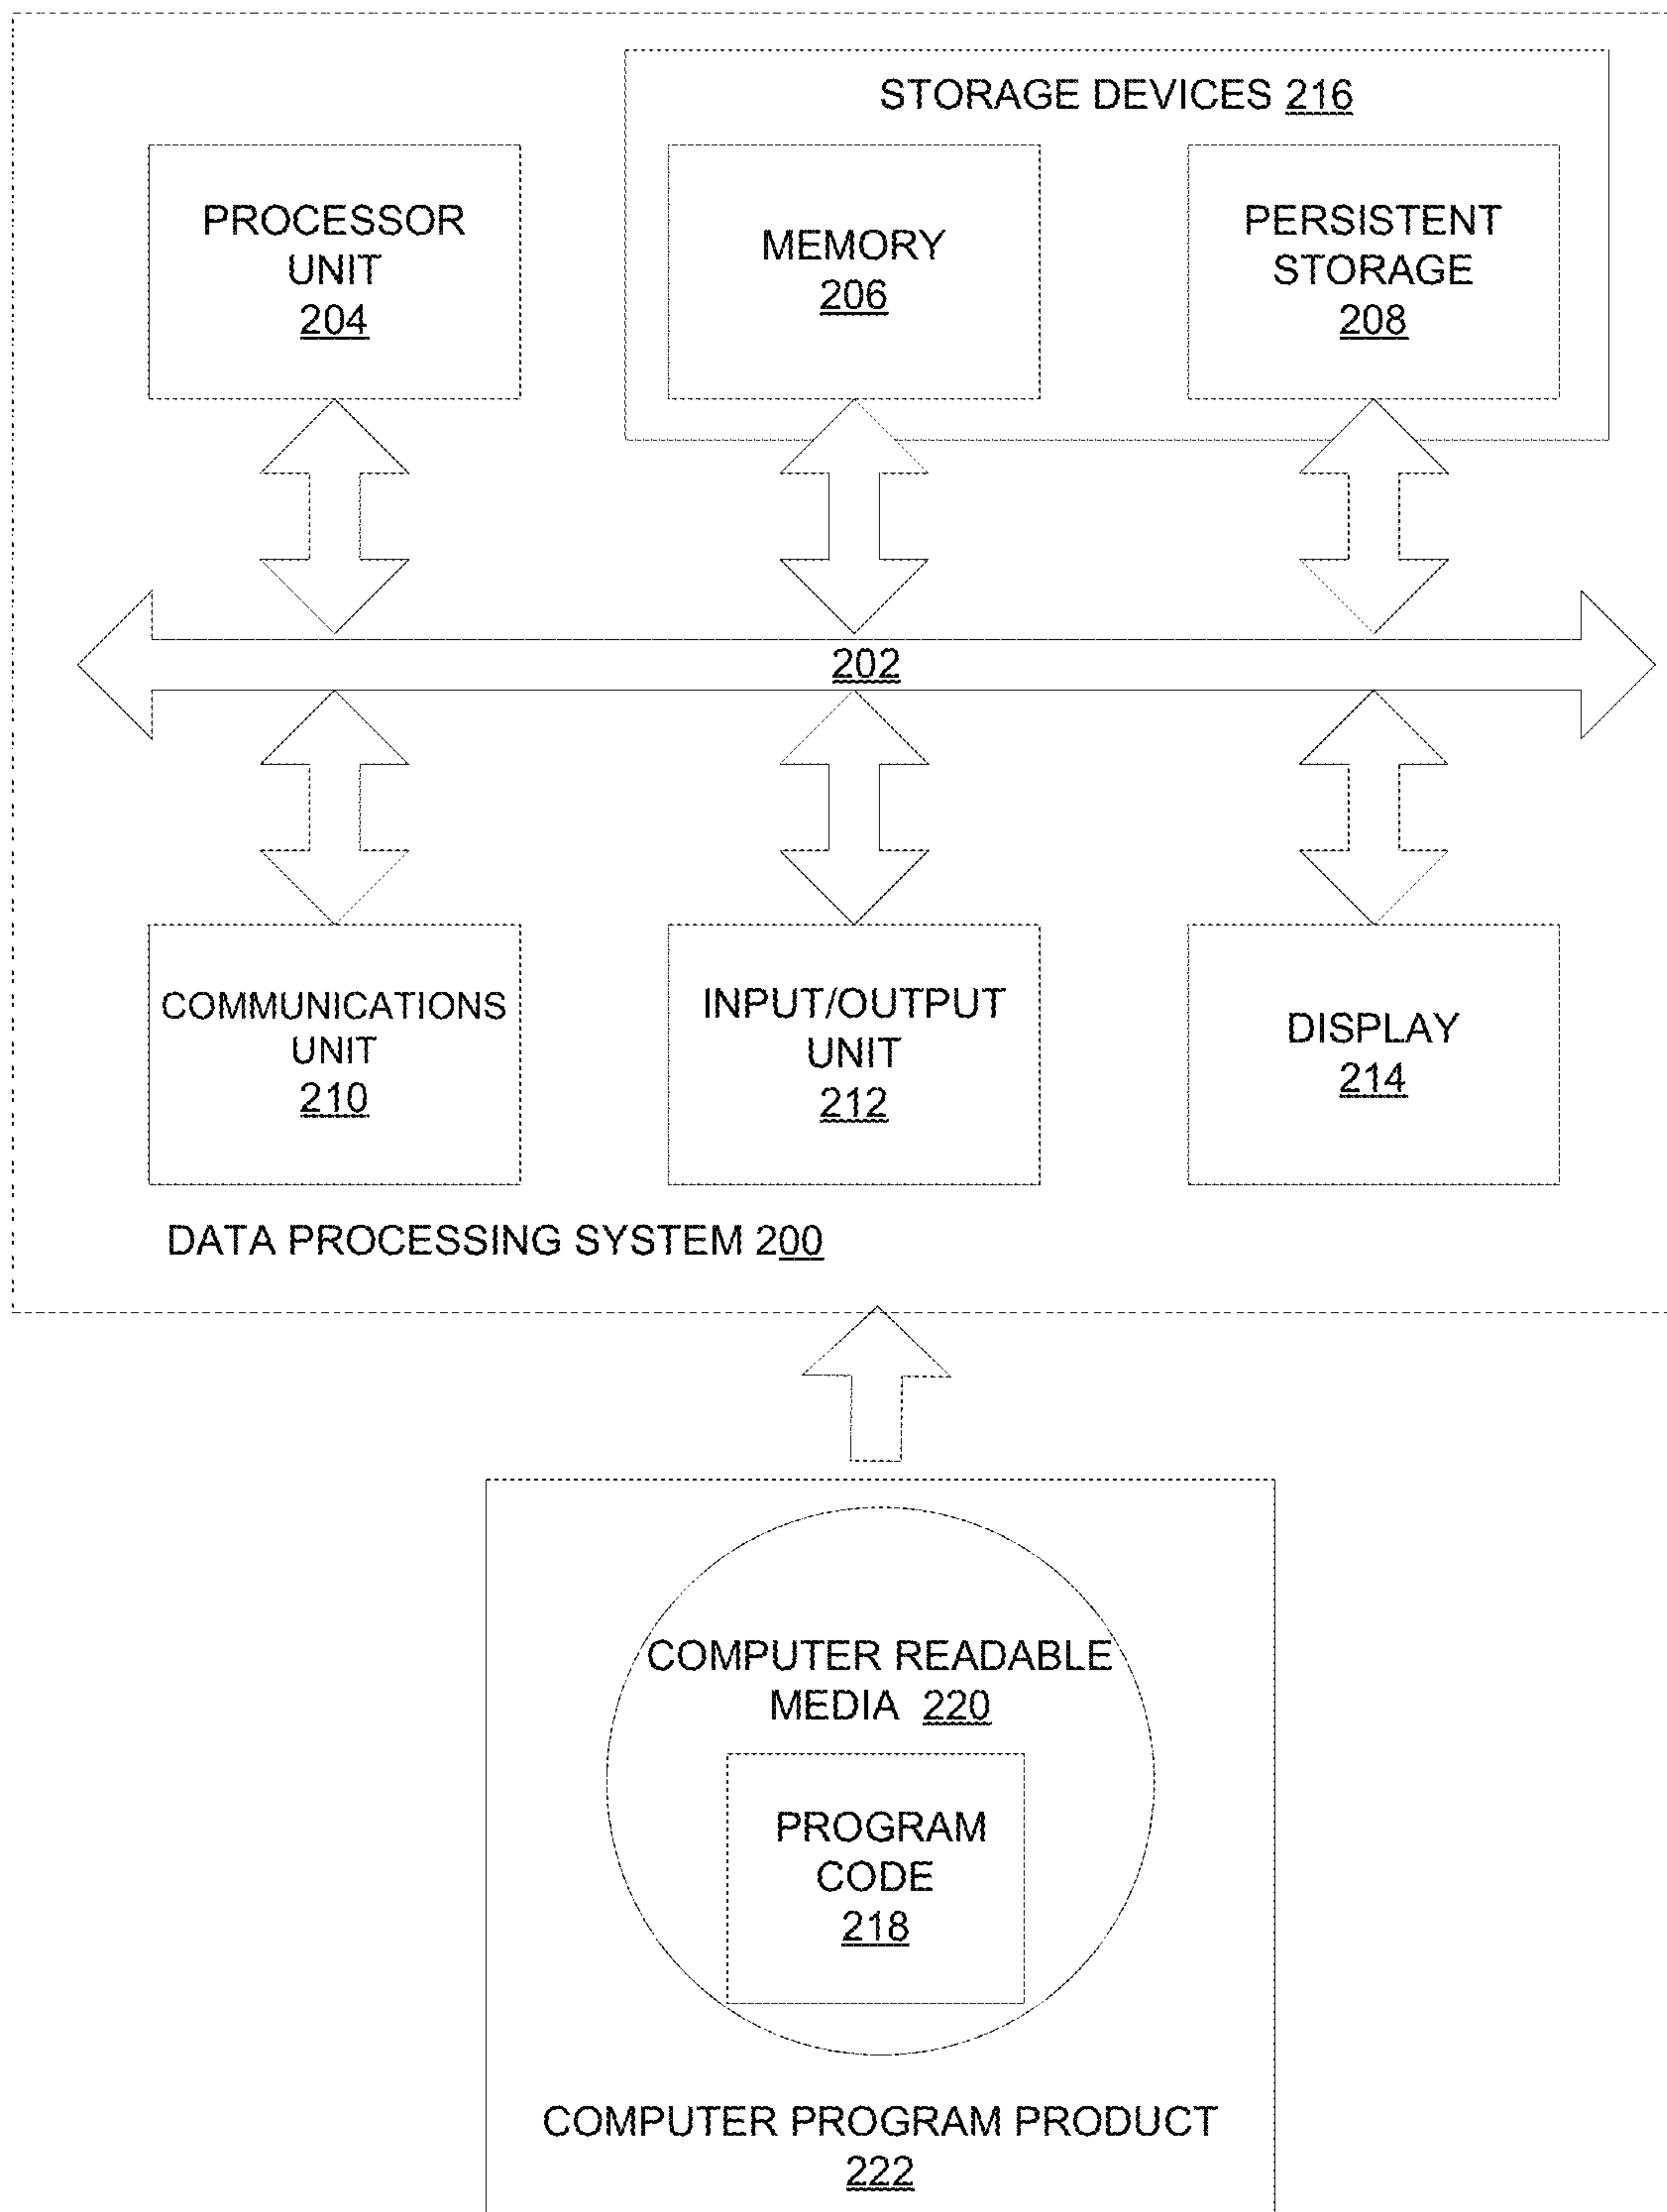 STORAGE DEVICES 216
PROCESSOR
UNIT
204
MEMORY
206
PERSISTENT
STORAGE
208
202
COMMUNICATIONS
UNIT
210
INPUT/OUTPUT
UNIT
212
DISPLAY
214
DATA PROCESSING SYSTEM 200
COMPUTER READABLE
MEDIA 220
PROGRAM
CODE
218
COMPUTER PROGRAM PRODUCT
222